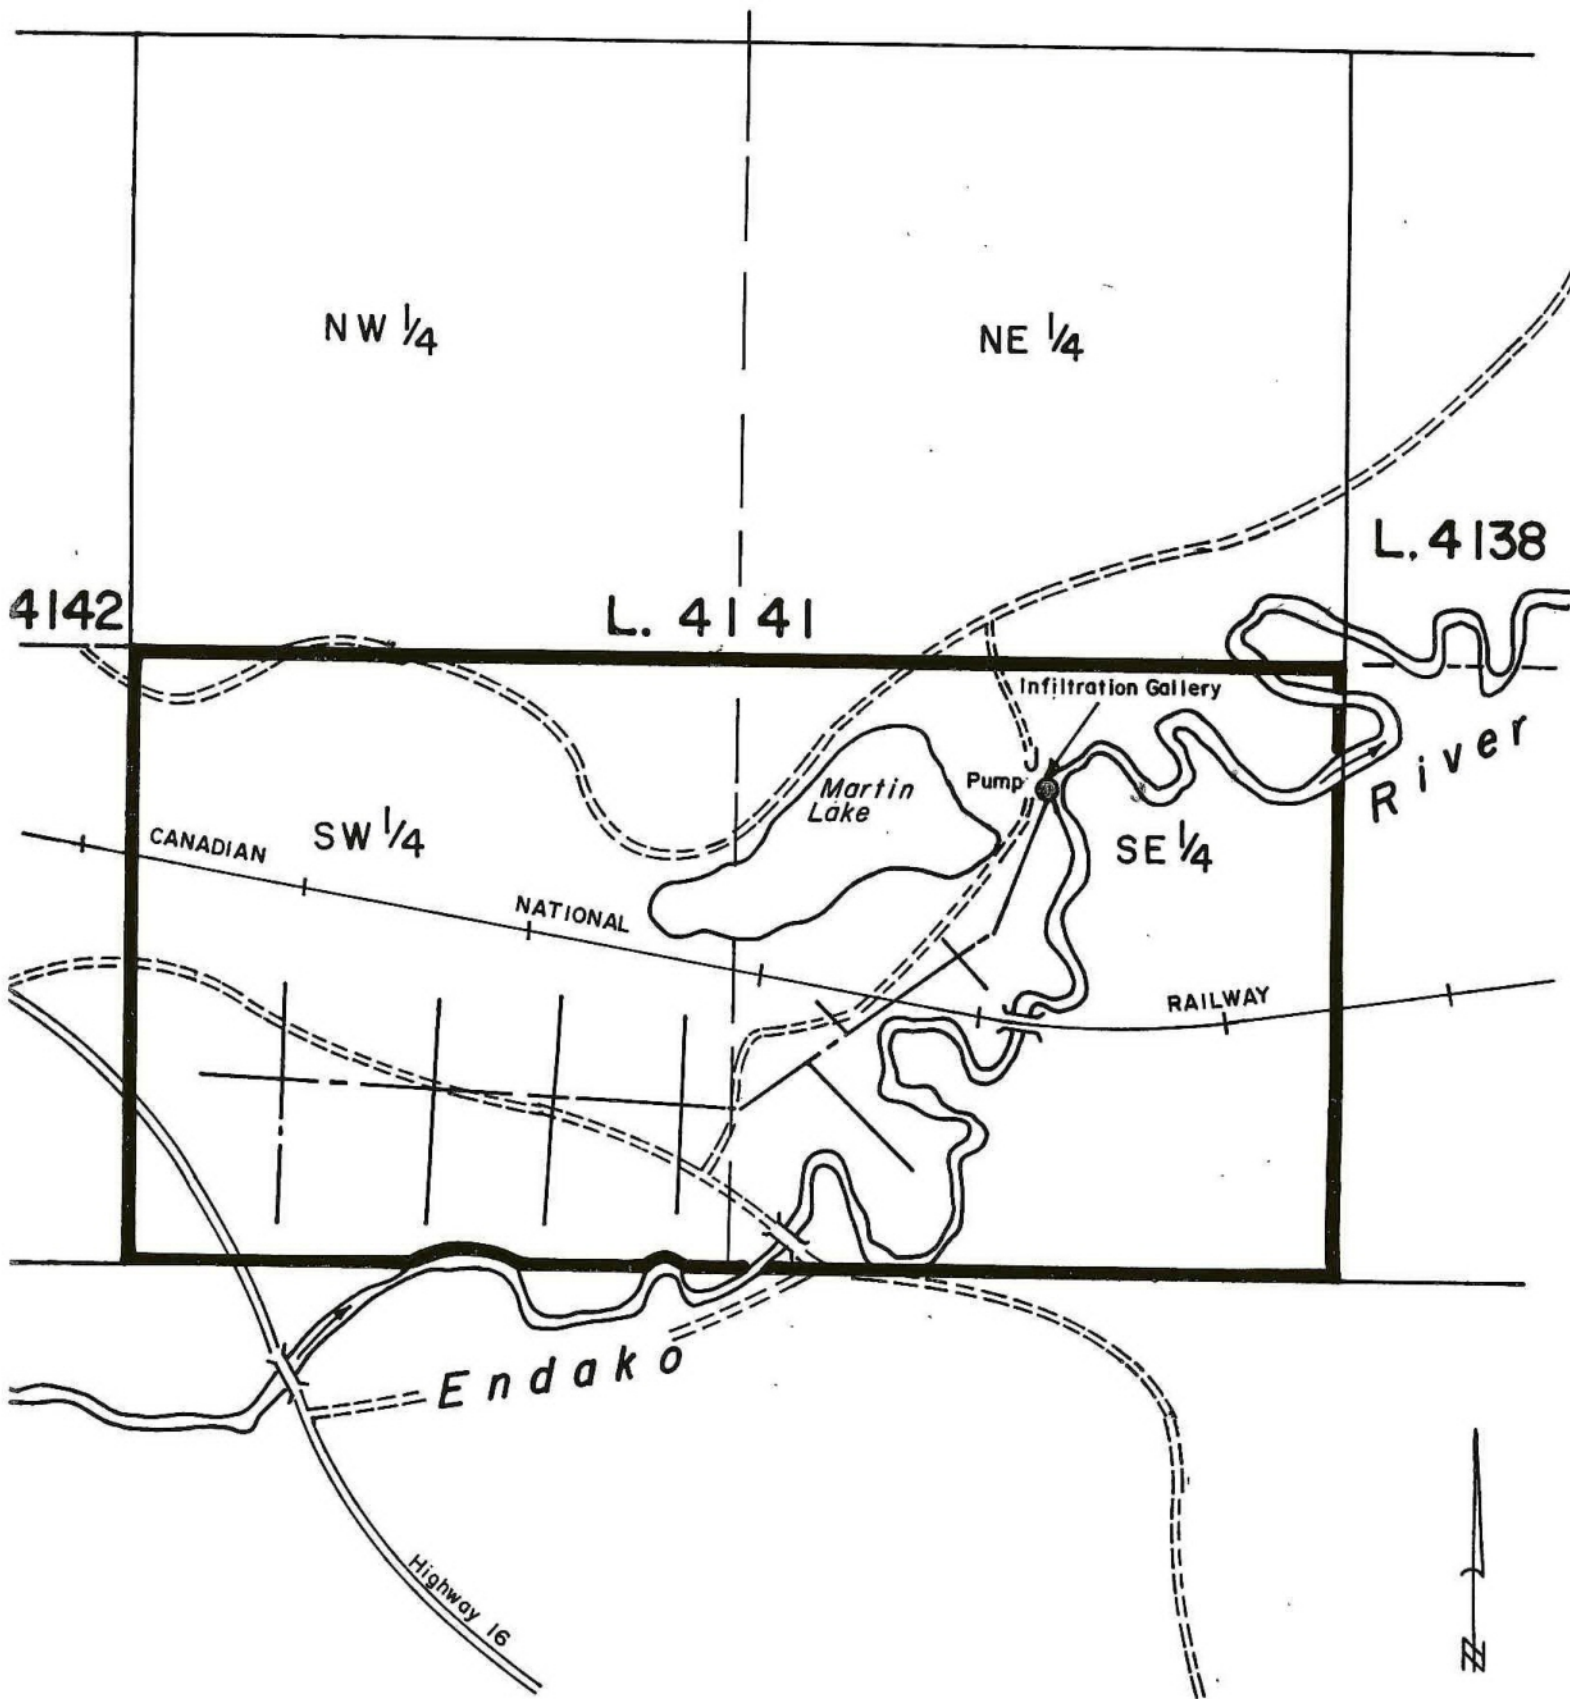 NW 1/4
NE 1/4
L. 4138
4142
L. 4141
Infiltration Gallery
Pump
Martin
Lake
River
SW 1/4
SE 1/4
CANADIAN
NATIONAL
RAILWAY
Endako
Highway 16
N